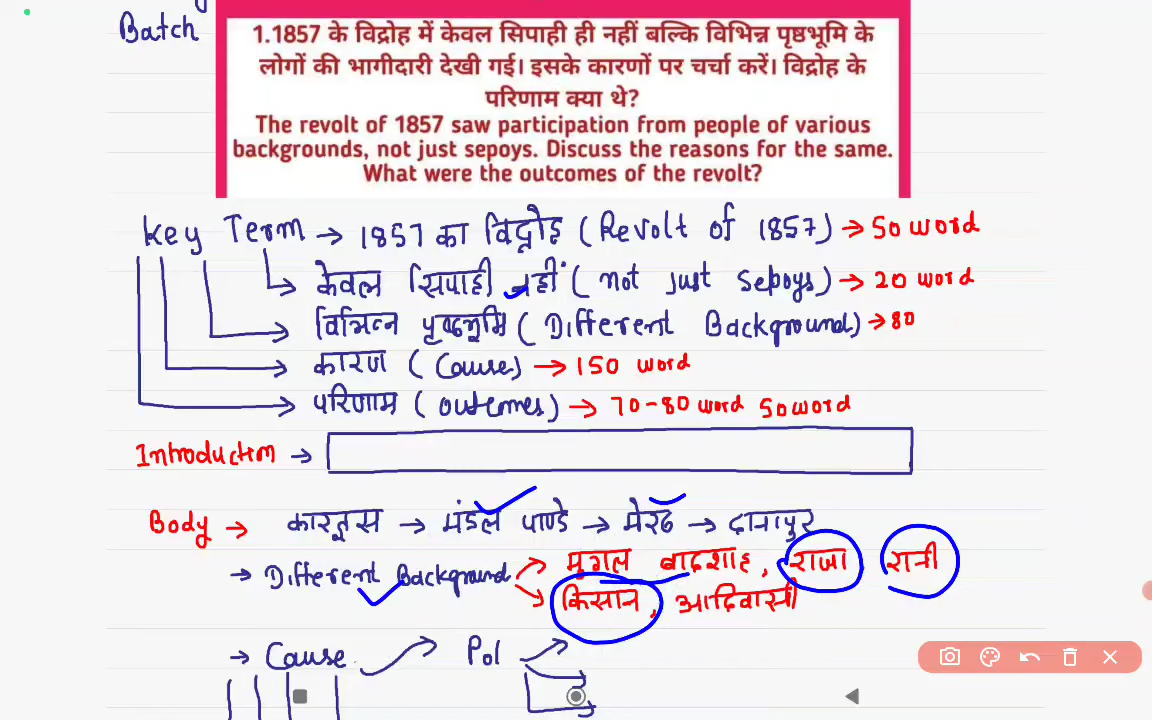 Batch
1.1857 के विद्रोह में केवल सिपाही ही नहीं बल्कि विभिन्न पृष्ठभूमि के
लोगों की भागीदारी देखी गई। इसके कारणों पर चर्चा करें। विद्रोह के
परिणाम क्या थे?
The revolt of 1857 saw participation from people of various
backgrounds, not just sepoys. Discuss the reasons for the same.
What were the outcomes of the revolt?
Key Term → 1857 का विद्रोह (Revolt of 1857) → 50 word
केवल सिपाही नहीं (not just sepoys) → 20 word
विभिन्न पृष्ठभूमि (Different Background) → 80
कारण (Cause) → 150 word
परिणाम (outcomes) → 70-80 word 50 word
Introduction →
Body → कारतूस → मंडल पाण्डे → मेरठ → दानापुर
→ Different Background → मुगल बादशाह, राजा रानी
→ किसान, आदिवासी
→ Cause Pol